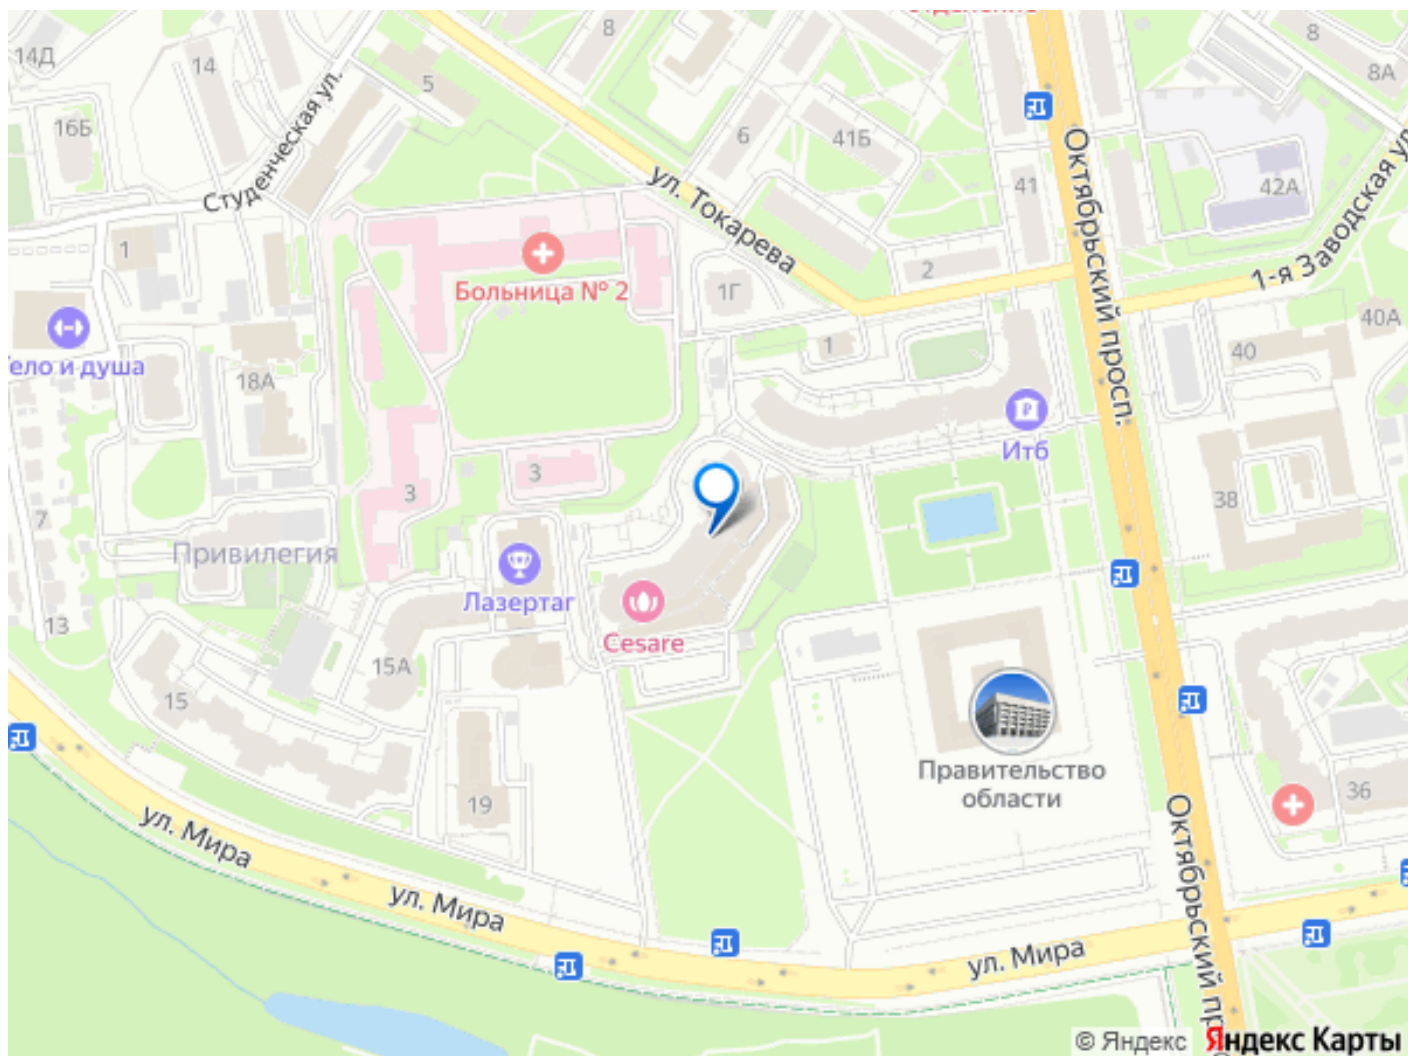 14Д
14
8
5
8
8А
16Б
Студенческая ул.
6
41Б
ул. Токарева
41
Октябрьский просп.
42А
1-я Заводская ул.
1
Больница № 2
1Г
2
1
40А
40
ело и душа
18А
Итб
3
3
38
7
Привилегия
Лазертаг
Cesare
13
15А
15
19
Правительство
области
36
ул. Мира
ул. Мира
ул. Мира
Октябрьский пр
© Яндекс
Яндекс Карты